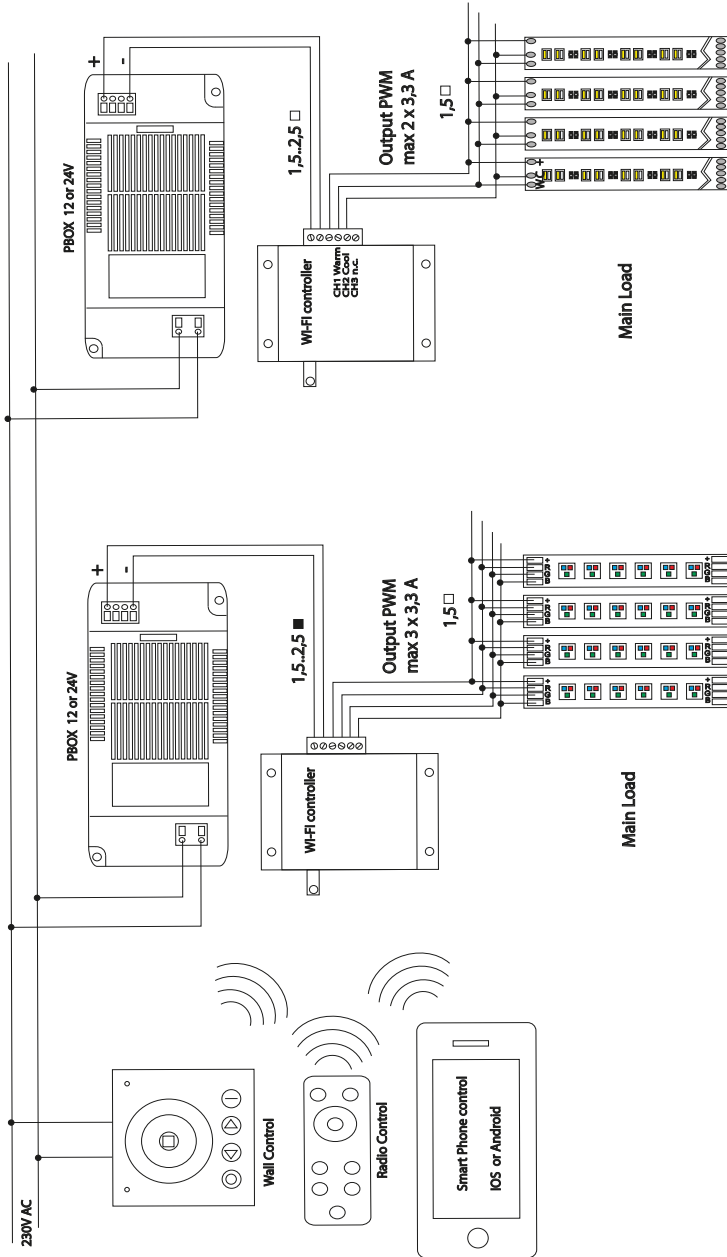 230V AC
Wall Control
Radio Control
Smart Phone control
IOS or Android
PBOX 12 or 24V
+
-
1,5..2,5
WI-FI controller
Output PWM
max 3 x 3,3 A
1,5
+
R
G
B
+
R
G
B
+
R
G
B
+
R
G
B
Main Load
PBOX 12 or 24V
+
-
1,5..2,5
WI-FI controller
CH1 Warm
CH2 Cool
CH3 n.c.
Output PWM
max 2 x 3,3 A
1,5
W C +
Main Load